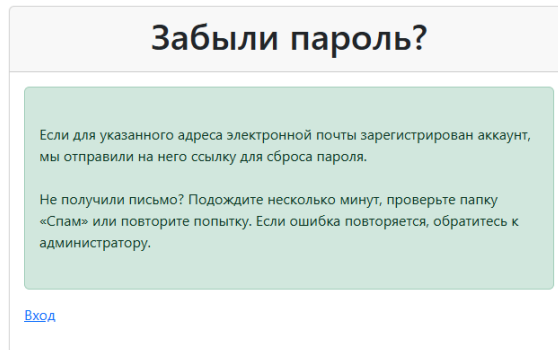 Забыли пароль?
Если для указанного адреса электронной почты зарегистрирован аккаунт,
мы отправили на него ссылку для сброса пароля.
Не получили письмо? Подождите несколько минут, проверьте папку
«Спам» или повторите попытку. Если ошибка повторяется, обратитесь к
администратору.
Вход